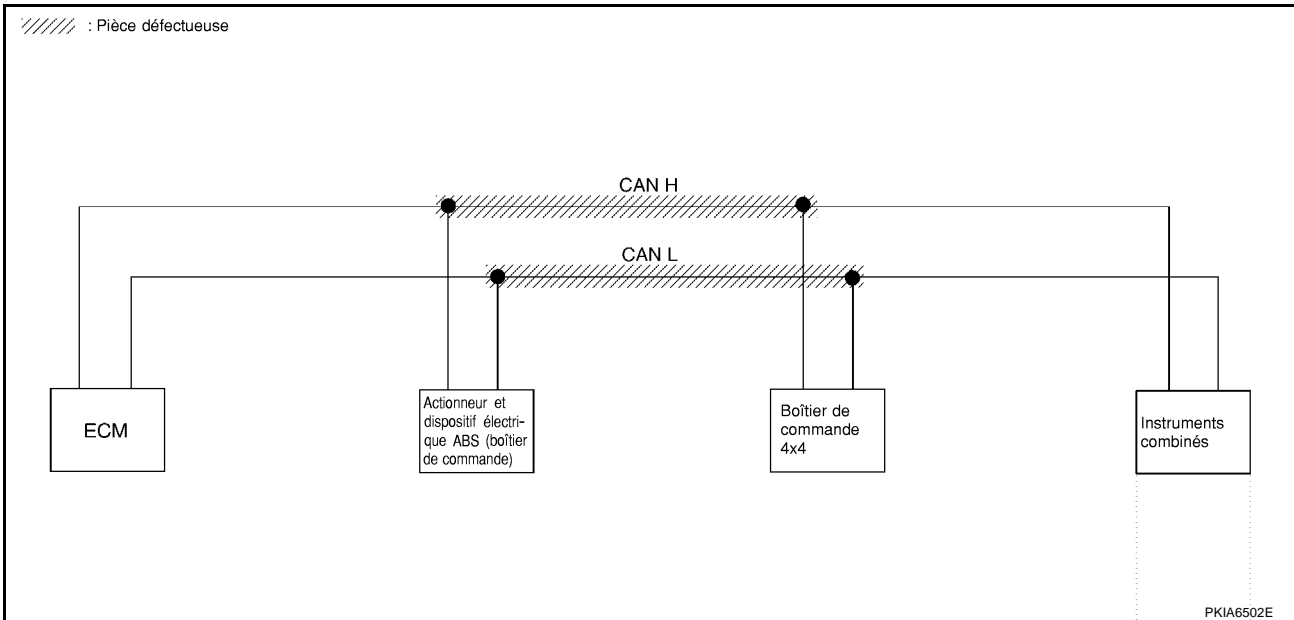 : Pièce défectueuse
CAN H
CAN L
ECM
Actionneur et
dispositif électri-
que ABS (boîtier
de commande)
Boîtier de
commande
4x4
Instruments
combinés
PKIA6502E